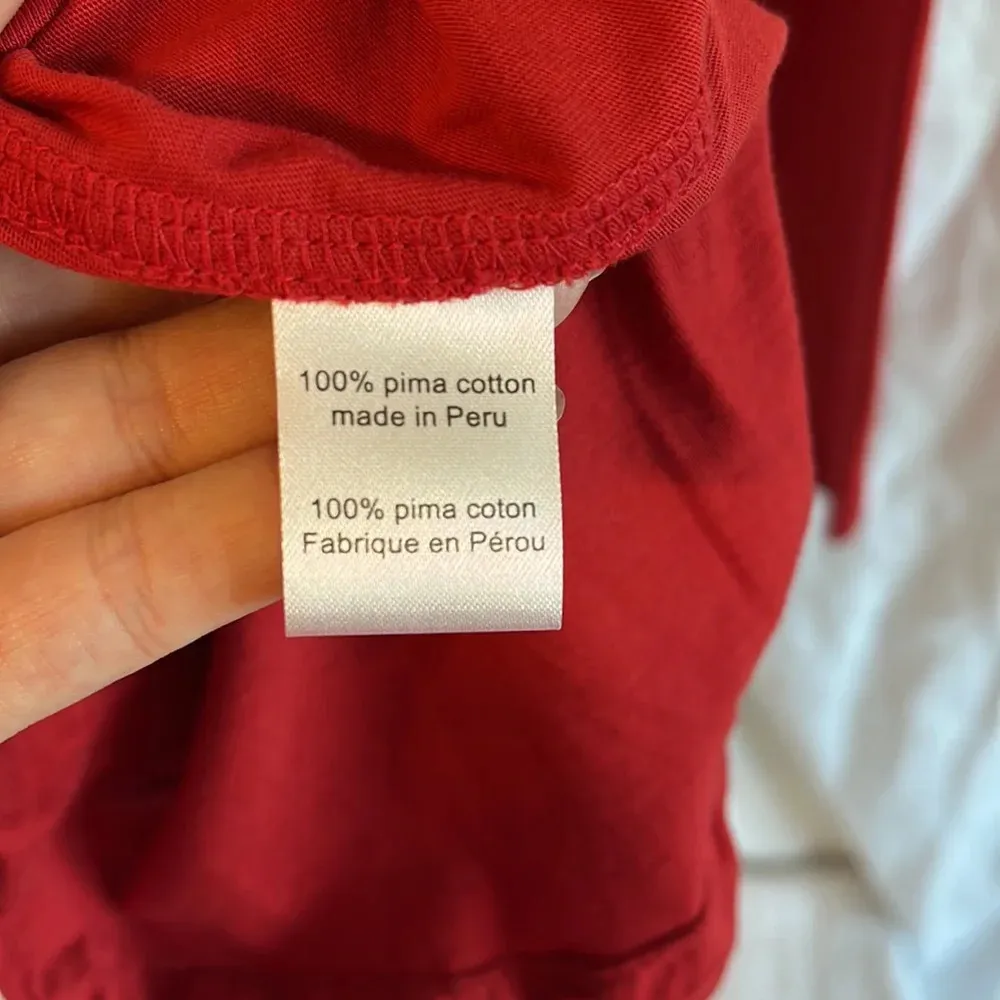 100% pima cotton
made in Peru
100% pima coton
Fabrique en Pérou